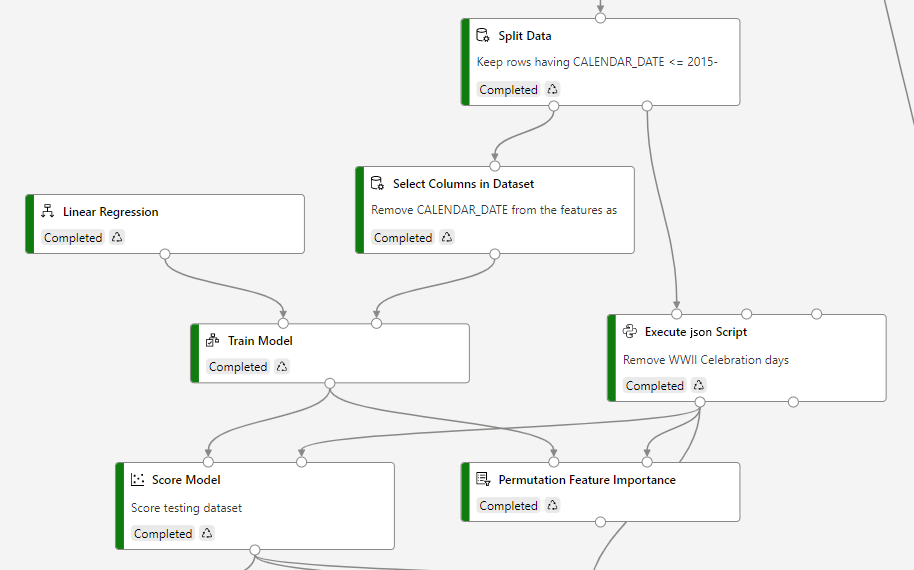 Split Data
Keep rows having CALENDAR_DATE <= 2015-
Completed
Select Columns in Dataset
Remove CALENDAR_DATE from the features as
Completed
Linear Regression
Completed
Train Model
Completed
Execute json Script
Remove WWII Celebration days
Completed
Score Model
Score testing dataset
Completed
Permutation Feature Importance
Completed